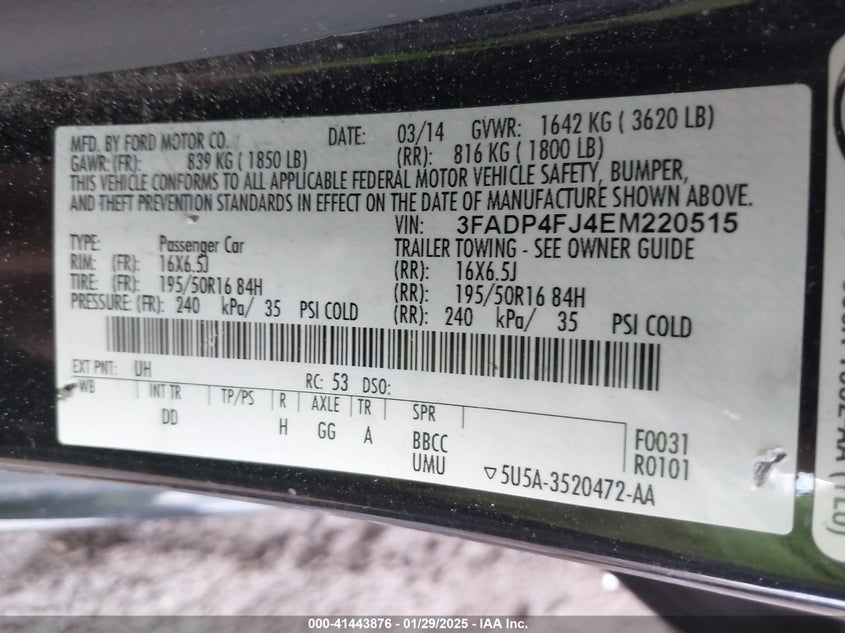 MFD. BY FORD MOTOR CO. DATE: 03/14 GVWR: 1642 KG ( 3620 LB)
GAWR: (FR): 839 KG ( 1850 LB) (RR): 816 KG ( 1800 LB)
THIS VEHICLE CONFORMS TO ALL APPLICABLE FEDERAL MOTOR VEHICLE SAFETY, BUMPER,
AND THEFT PREVENTION STANDARDS IN EFFECT ON THE DATE OF MANUFACTURE SHOWN ABOVE.
VIN: 3FADP4FJ4EM220515
TYPE: Passenger Car TRAILER TOWING - SEE OWNER GUIDE
RIM: (FR): 16X6.5J (RR): 16X6.5J
TIRE: (FR): 195/50R16 84H (RR): 195/50R16 84H
PRESSURE: (FR): 240 kPa/ 35 PSI COLD (RR): 240 kPa/ 35 PSI COLD
EXT PNT: UH RC: 53 DSO:
WB INT TR TP/PS R AXLE TR SPR
DD H GG A BBCC F0031
UMU R0101
▽5U5A-3520472-AA
000-41443876 - 01/29/2025 - IAA Inc.